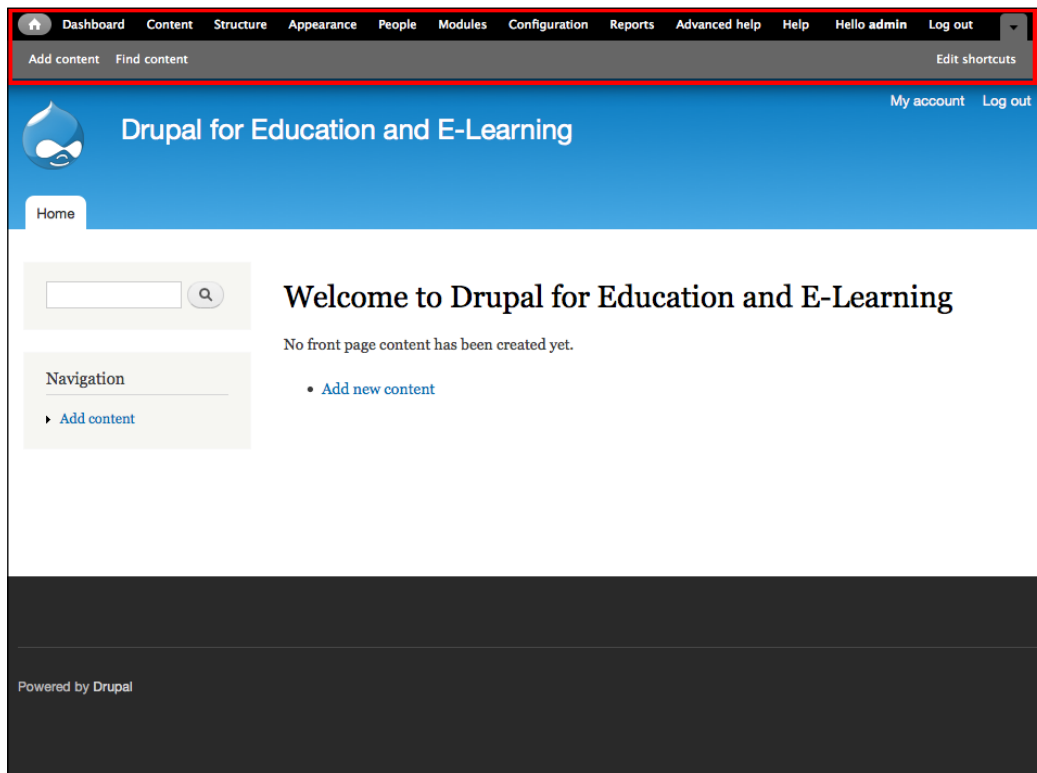 Dashboard Content Structure Appearance People Modules Configuration Reports Advanced help Help Hello admin Log out
Add content Find content Edit shortcuts
My account Log out
Drupal for Education and E-Learning
Home
Welcome to Drupal for Education and E-Learning
No front page content has been created yet.
Navigation
Add new content
Add content
Powered by Drupal